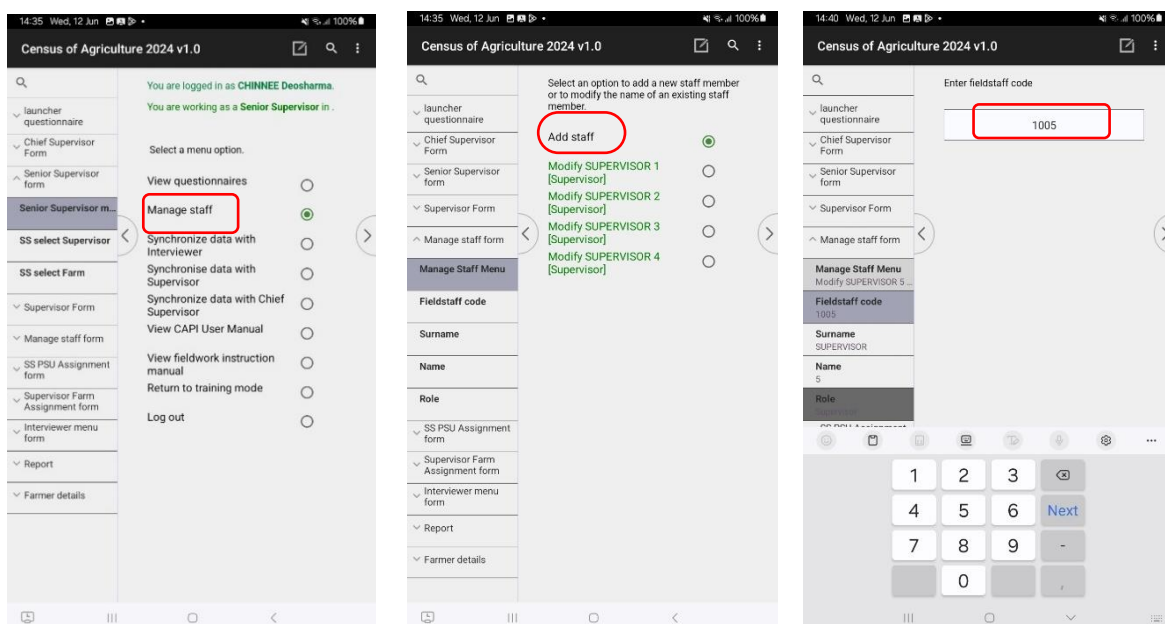 14:35 Wed, 12 Jun
100%
Census of Agriculture 2024 v1.0
launcher
questionnaire
Chief Supervisor
Form
Senior Supervisor
form
Senior Supervisor m...
SS select Supervisor
SS select Farm
Supervisor Form
Manage staff form
SS PSU Assignment
form
Supervisor Farm
Assignment form
Interviewer menu
form
Report
Farmer details
You are logged in as CHINNEE Deosharma.
You are working as a Senior Supervisor in .
Select a menu option.
View questionnaires
Manage staff
Synchronize data with
Interviewer
Synchronise data with
Supervisor
Synchronize data with Chief
Supervisor
View CAPI User Manual
View fieldwork instruction
manual
Return to training mode
Log out
14:35 Wed, 12 Jun
100%
Census of Agriculture 2024 v1.0
launcher
questionnaire
Chief Supervisor
Form
Senior Supervisor
form
Supervisor Form
Manage staff form
Manage Staff Menu
Fieldstaff code
Surname
Name
Role
SS PSU Assignment
form
Supervisor Farm
Assignment form
Interviewer menu
form
Report
Farmer details
Select an option to add a new staff member
or to modify the name of an existing staff
member.
Add staff
Modify SUPERVISOR 1
[Supervisor]
Modify SUPERVISOR 2
[Supervisor]
Modify SUPERVISOR 3
[Supervisor]
Modify SUPERVISOR 4
[Supervisor]
14:40 Wed, 12 Jun
100%
Census of Agriculture 2024 v1.0
launcher
questionnaire
Chief Supervisor
Form
Senior Supervisor
form
Supervisor Form
Manage staff form
Manage Staff Menu
Modify SUPERVISOR 5 ...
Fieldstaff code
1005
Surname
SUPERVISOR
Name
5
Role
Supervisor
Enter fieldstaff code
1005
1 2 3
4 5 6 Next
7 8 9 -
0 ,